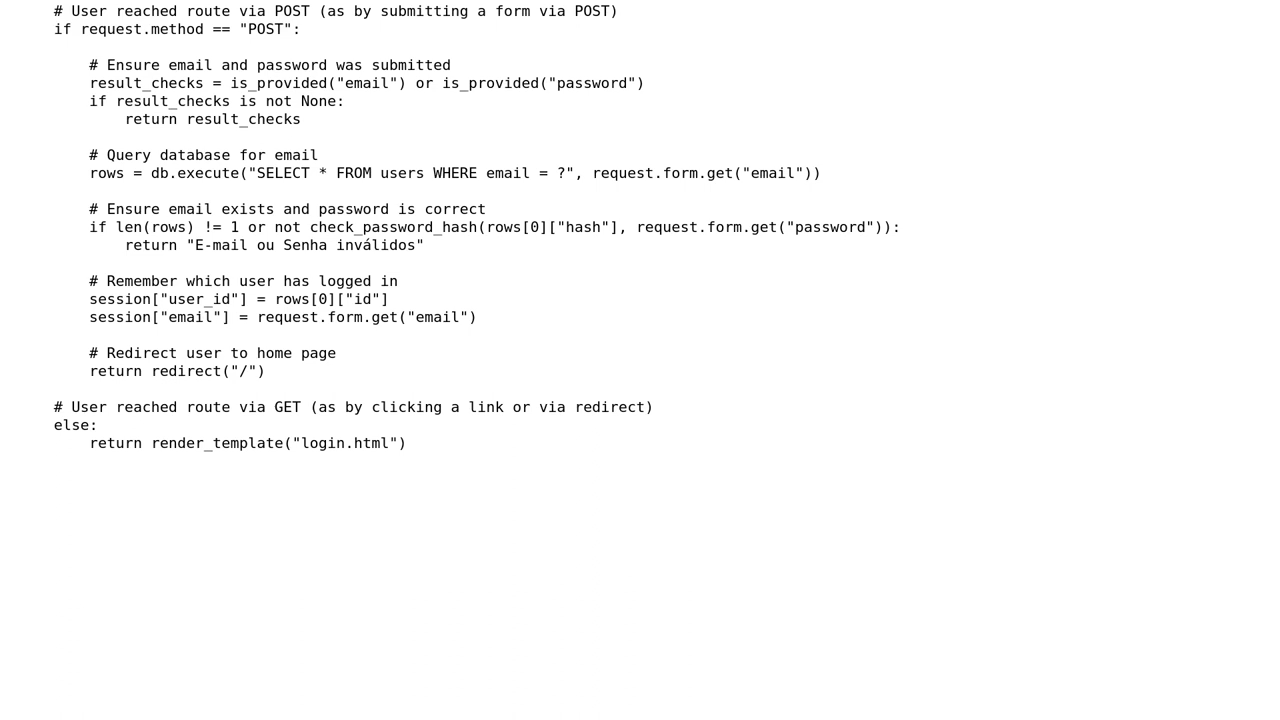 # User reached route via POST (as by submitting a form via POST)
if request.method == "POST":
# Ensure email and password was submitted
result_checks = is_provided("email") or is_provided("password")
if result_checks is not None:
return result_checks
# Query database for email
rows = db.execute("SELECT * FROM users WHERE email = ?", request.form.get("email"))
# Ensure email exists and password is correct
if len(rows) != 1 or not check_password_hash(rows[0]["hash"], request.form.get("password")):
return "E-mail ou Senha inválidos"
# Remember which user has logged in
session["user_id"] = rows[0]["id"]
session["email"] = request.form.get("email")
# Redirect user to home page
return redirect("/")
# User reached route via GET (as by clicking a link or via redirect)
else:
return render_template("login.html")